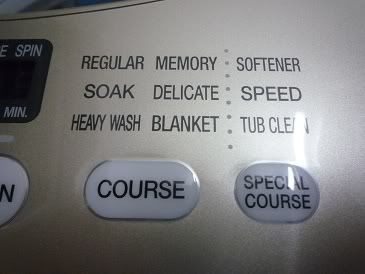 E SPIN
REGULAR MEMORY SOFTENER
SOAK DELICATE SPEED
MIN.
HEAVY WASH BLANKET TUB CLEAN
N COURSE SPECIAL
COURSE